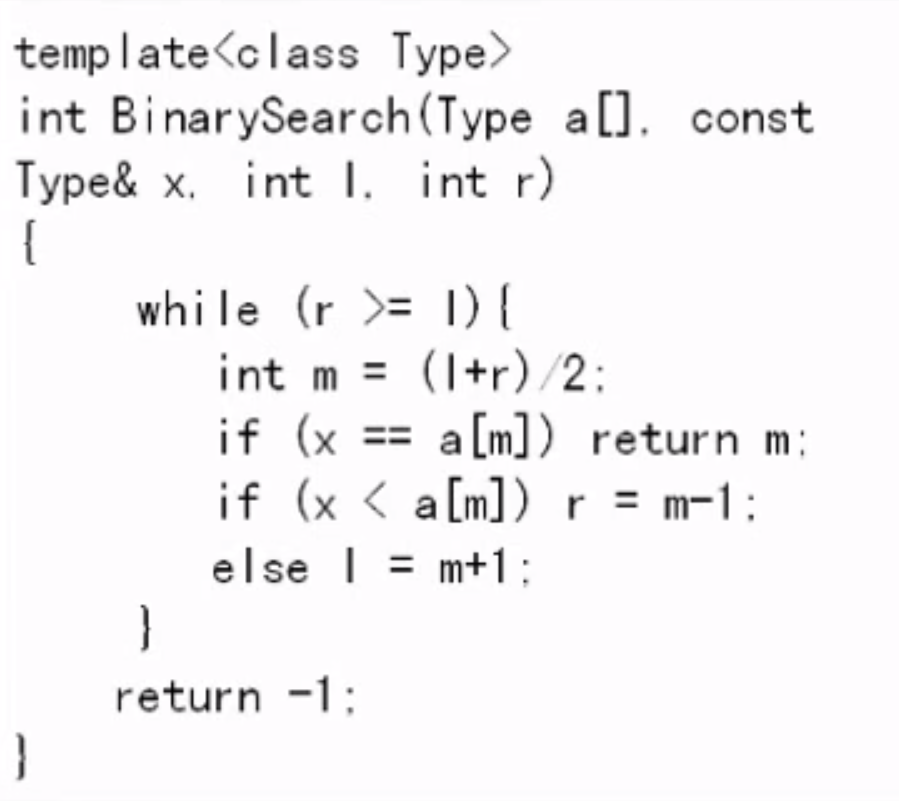 template<class Type>
int BinarySearch(Type a[], const
Type& x, int l, int r)
{
while (r >= l){
int m = (l+r)/2;
if (x == a[m]) return m;
if (x < a[m]) r = m-1;
else l = m+1;
}
return -1;
}